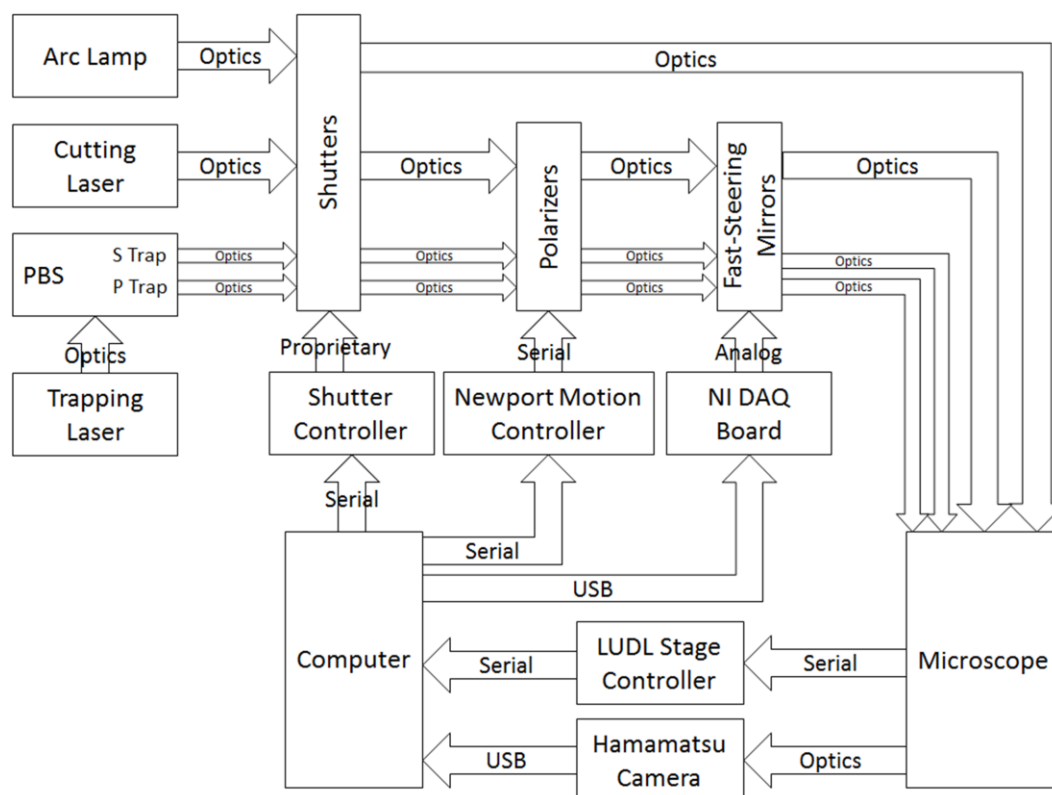 Arc Lamp
Optics
Optics
Cutting
Laser
Optics
Shutters
Optics
Polarizers
Optics
Fast-Steering
Mirrors
Optics
PBS
S Trap
P Trap
Optics
Optics
Optics
Optics
Optics
Optics
Optics
Optics
Optics
Trapping
Laser
Proprietary
Serial
Analog
Shutter
Controller
Newport Motion
Controller
NI DAQ
Board
Serial
Serial
USB
Computer
Serial
LUDL Stage
Controller
Serial
Microscope
USB
Hamamatsu
Camera
Optics